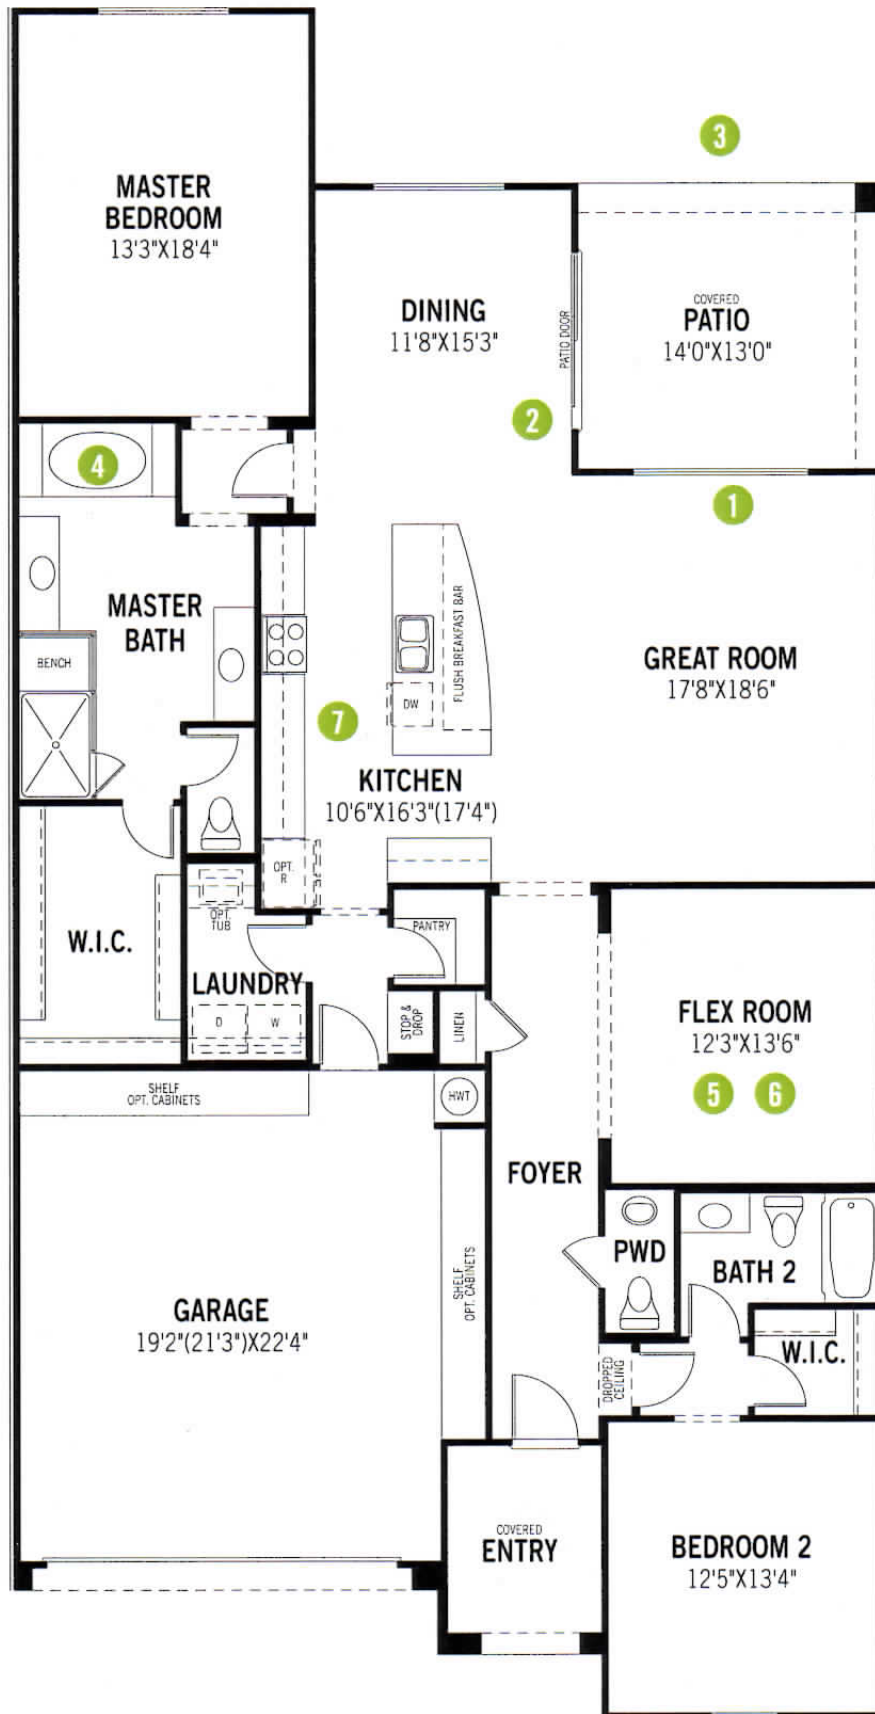 3
MASTER
BEDROOM
13'3"X18'4"
DINING
11'8"X15'3"
PATIO DOOR
COVERED
PATIO
14'0"X13'0"
2
4
1
MASTER
BATH
BENCH
FLUSH BREAKFAST BAR
DW
GREAT ROOM
17'8"X18'6"
7
KITCHEN
10'6"X16'3"(17'4")
OPT.
R
OPT.
TUB
W.I.C.
LAUNDRY
D
W
PANTRY
STOP &
DROP
LINEN
FLEX ROOM
12'3"X13'6"
5
6
SHELF
OPT. CABINETS
HWT
FOYER
SHELF
OPT. CABINETS
PWD
BATH 2
GARAGE
19'2"(21'3")X22'4"
DROPPED
CEILING
W.I.C.
COVERED
ENTRY
BEDROOM 2
12'5"X13'4"